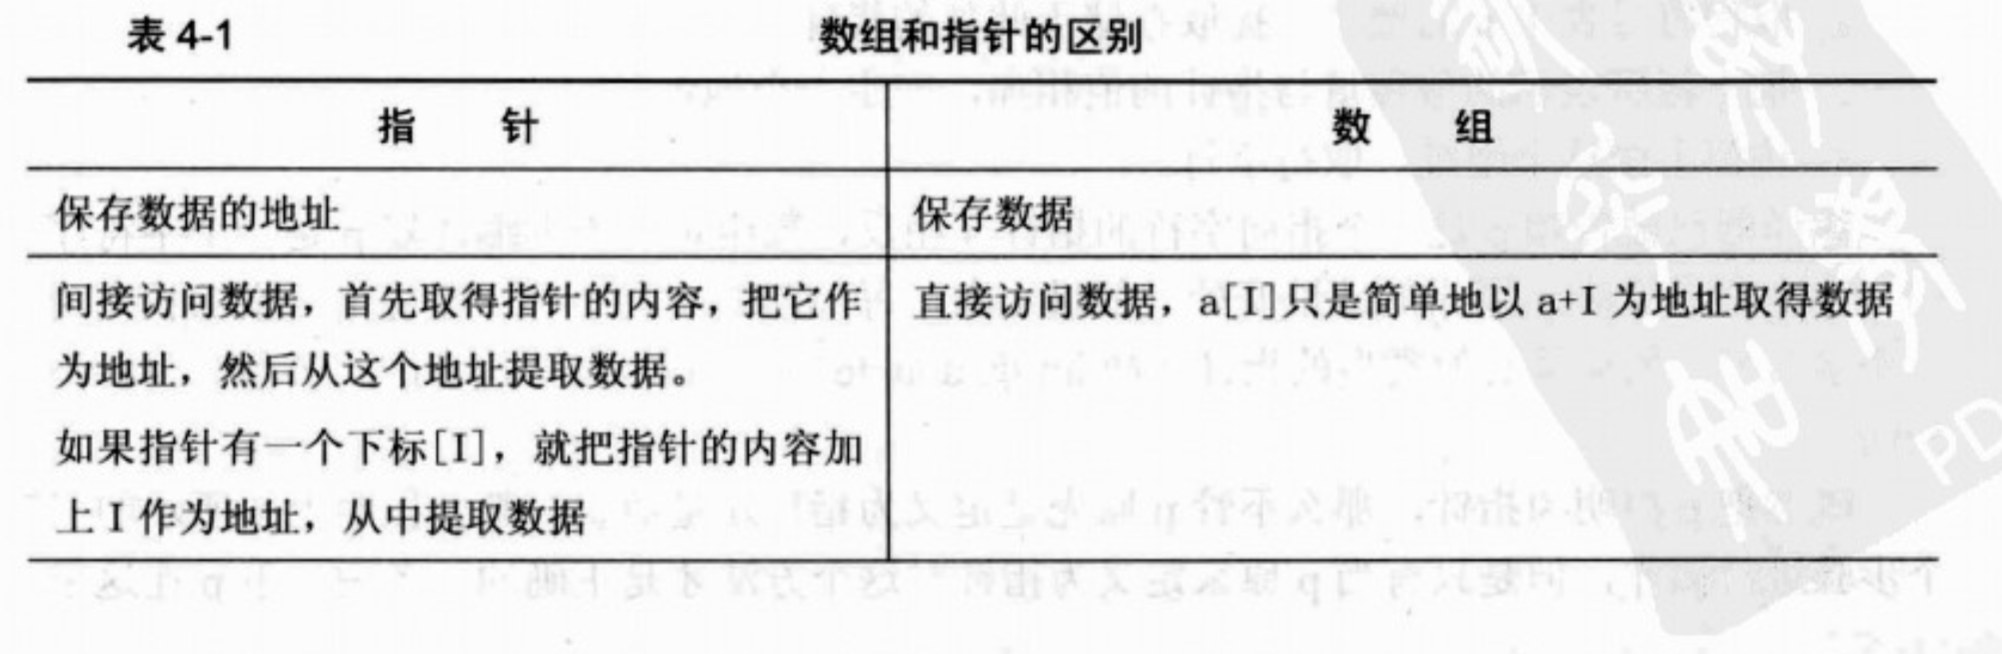 表 4-1
数组和指针的区别
指 针
数 组
保存数据的地址
保存数据
间接访问数据，首先取得指针的内容，把它作
为地址，然后从这个地址提取数据。
如果指针有一个下标[I]，就把指针的内容加
上 I 作为地址，从中提取数据
直接访问数据，a[I]只是简单地以 a+I 为地址取得数据
PD